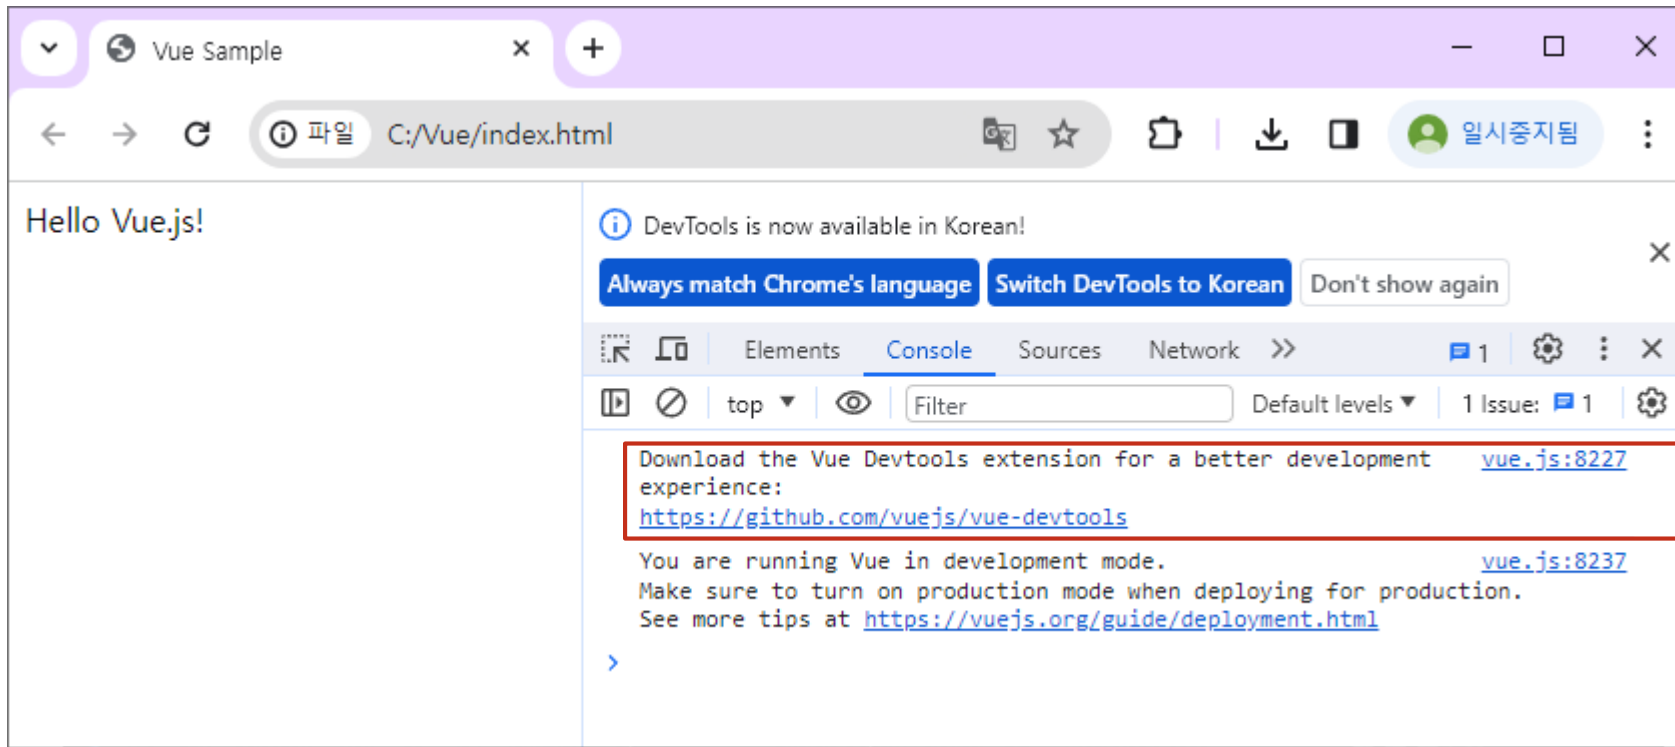 Vue Sample
파일 C:/Vue/index.html 일시중지됨
Hello Vue.js!
DevTools is now available in Korean!
Always match Chrome's language Switch DevTools to Korean Don't show again
Elements Console Sources Network 1
top Filter Default levels 1 Issue: 1
Download the Vue Devtools extension for a better development vue.js:8227
experience:
https://github.com/vuejs/vue-devtools
You are running Vue in development mode. vue.js:8237
Make sure to turn on production mode when deploying for production.
See more tips at https://vuejs.org/guide/deployment.html